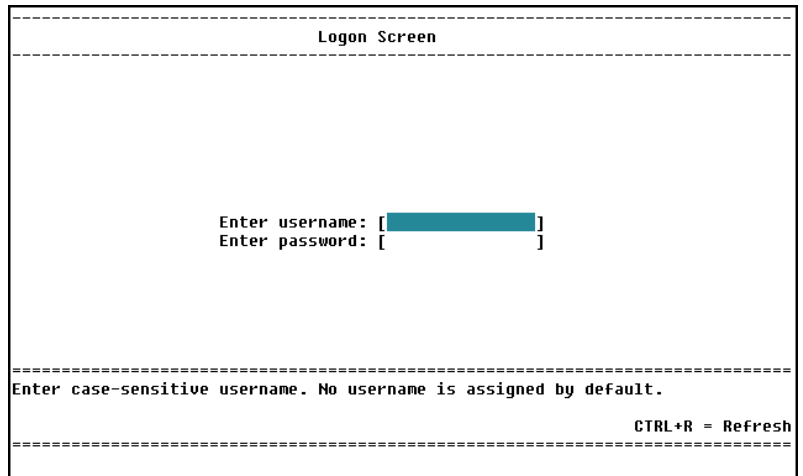 Logon Screen
Enter username: [ ]
Enter password: [ ]
Enter case-sensitive username. No username is assigned by default.
CTRL+R = Refresh